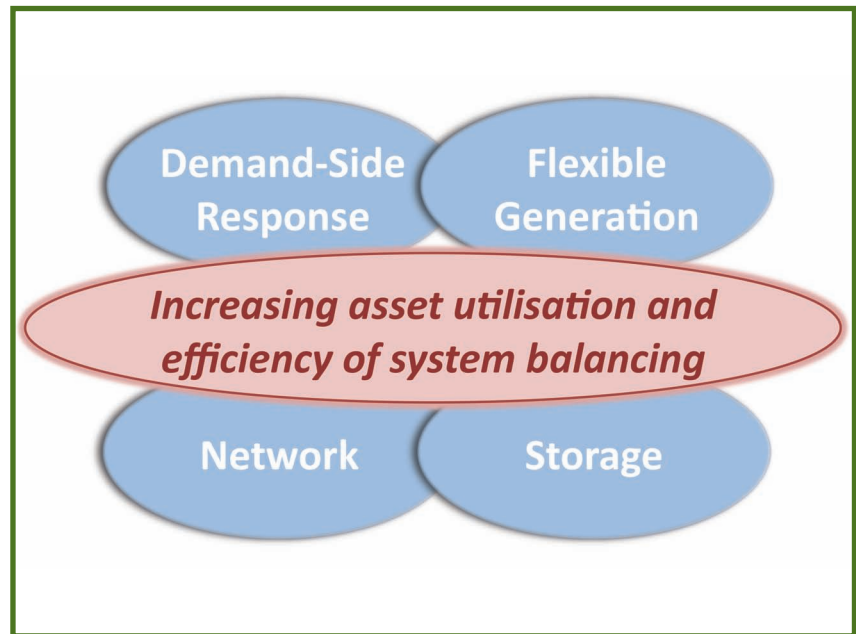 Demand-Side
Response
Flexible
Generation
Increasing asset utilisation and
efficiency of system balancing
Network
Storage